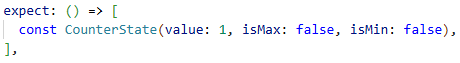 expect: () => [
  const CounterState(value: 1, isMax: false, isMin: false),
],